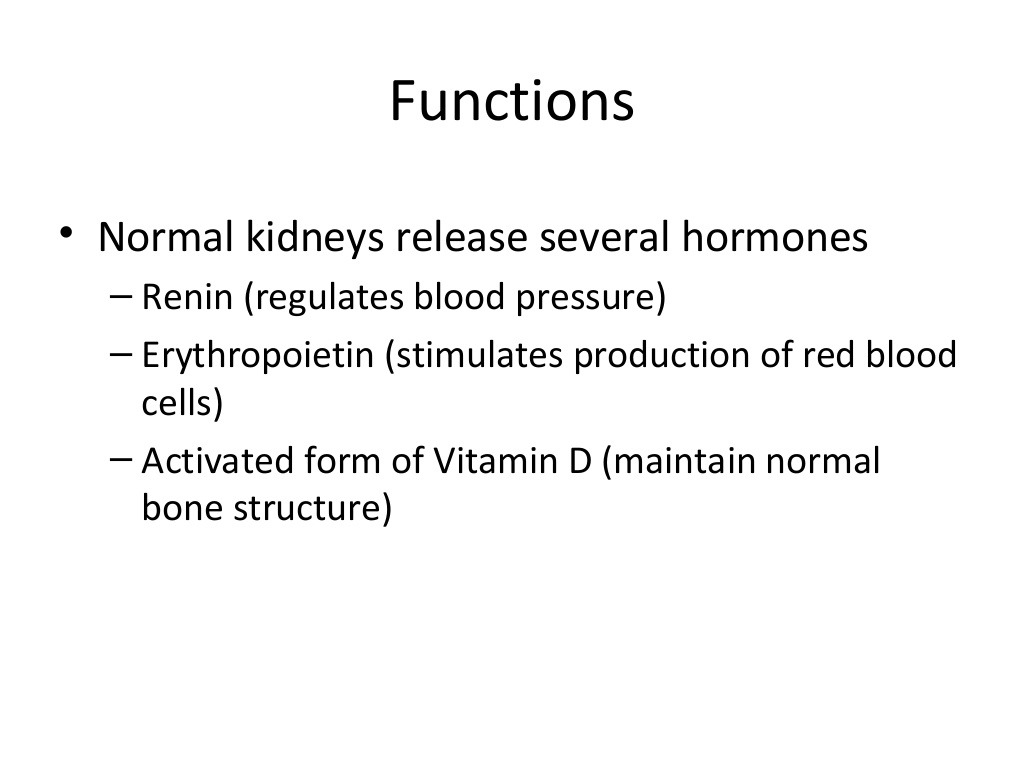 Functions
• Normal kidneys release several hormones
– Renin (regulates blood pressure)
– Erythropoietin (stimulates production of red blood
cells)
– Activated form of Vitamin D (maintain normal
bone structure)